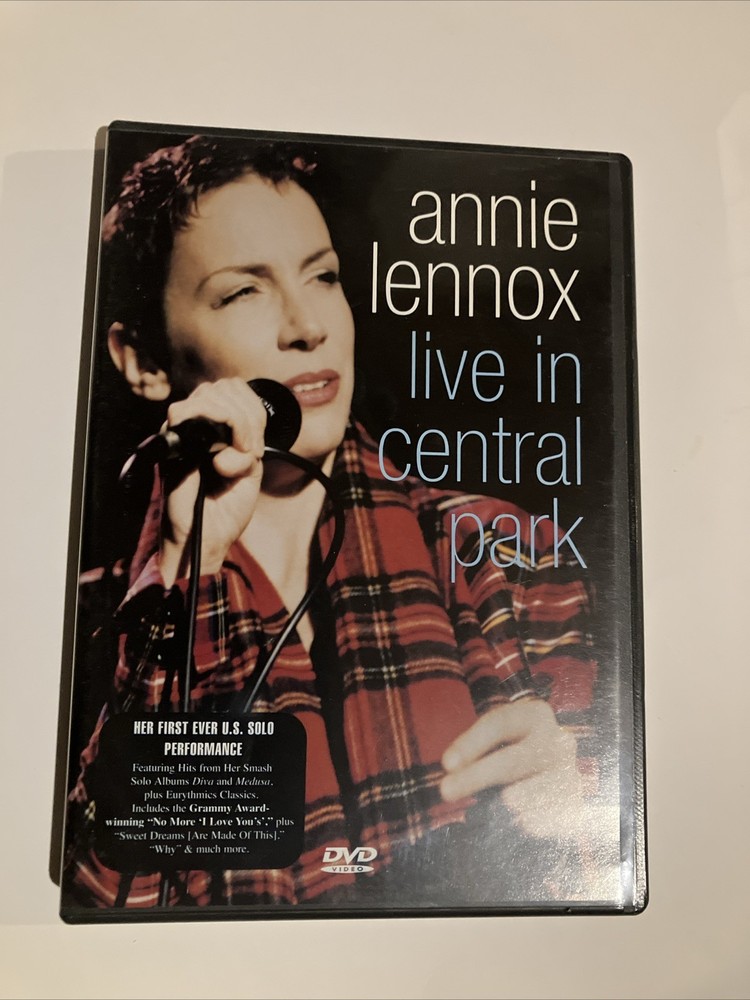 annie
lennox
live in
central
park
HER FIRST EVER U.S. SOLO
PERFORMANCE
Featuring Hits from Her Smash
Solo Albums Diva and Medusa,
plus Eurythmics Classics.
Includes the Grammy Award-
winning “No More ‘I Love You's’,” plus
“Sweet Dreams [Are Made Of This],”
“Why” & much more.
DVD
VIDEO